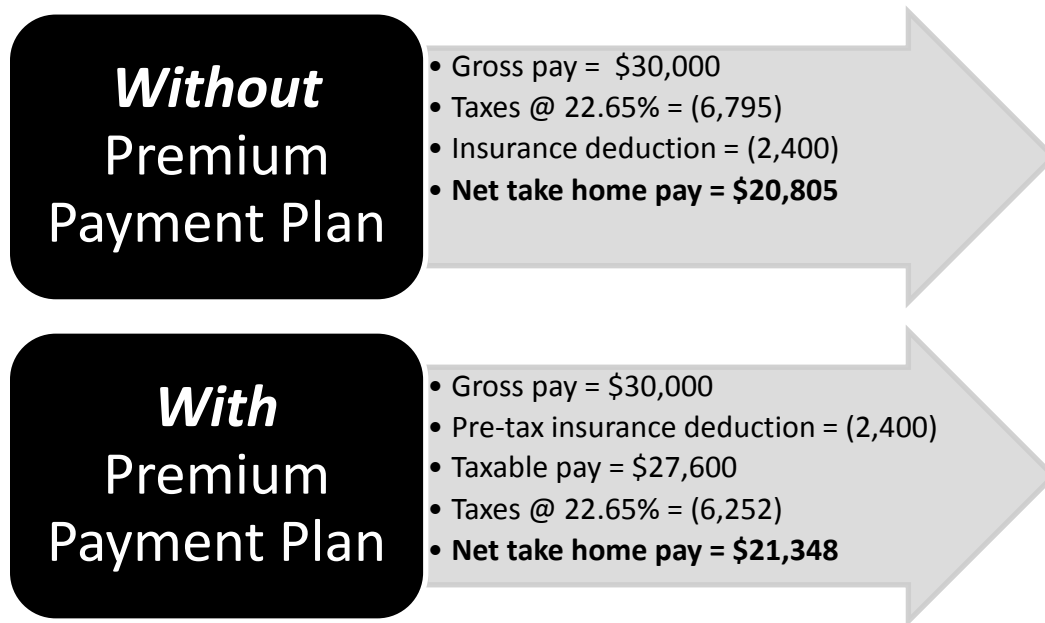 Without
Premium
Payment Plan
• Gross pay = $30,000
• Taxes @ 22.65% = (6,795)
• Insurance deduction = (2,400)
• Net take home pay = $20,805
With
Premium
Payment Plan
• Gross pay = $30,000
• Pre-tax insurance deduction = (2,400)
• Taxable pay = $27,600
• Taxes @ 22.65% = (6,252)
• Net take home pay = $21,348